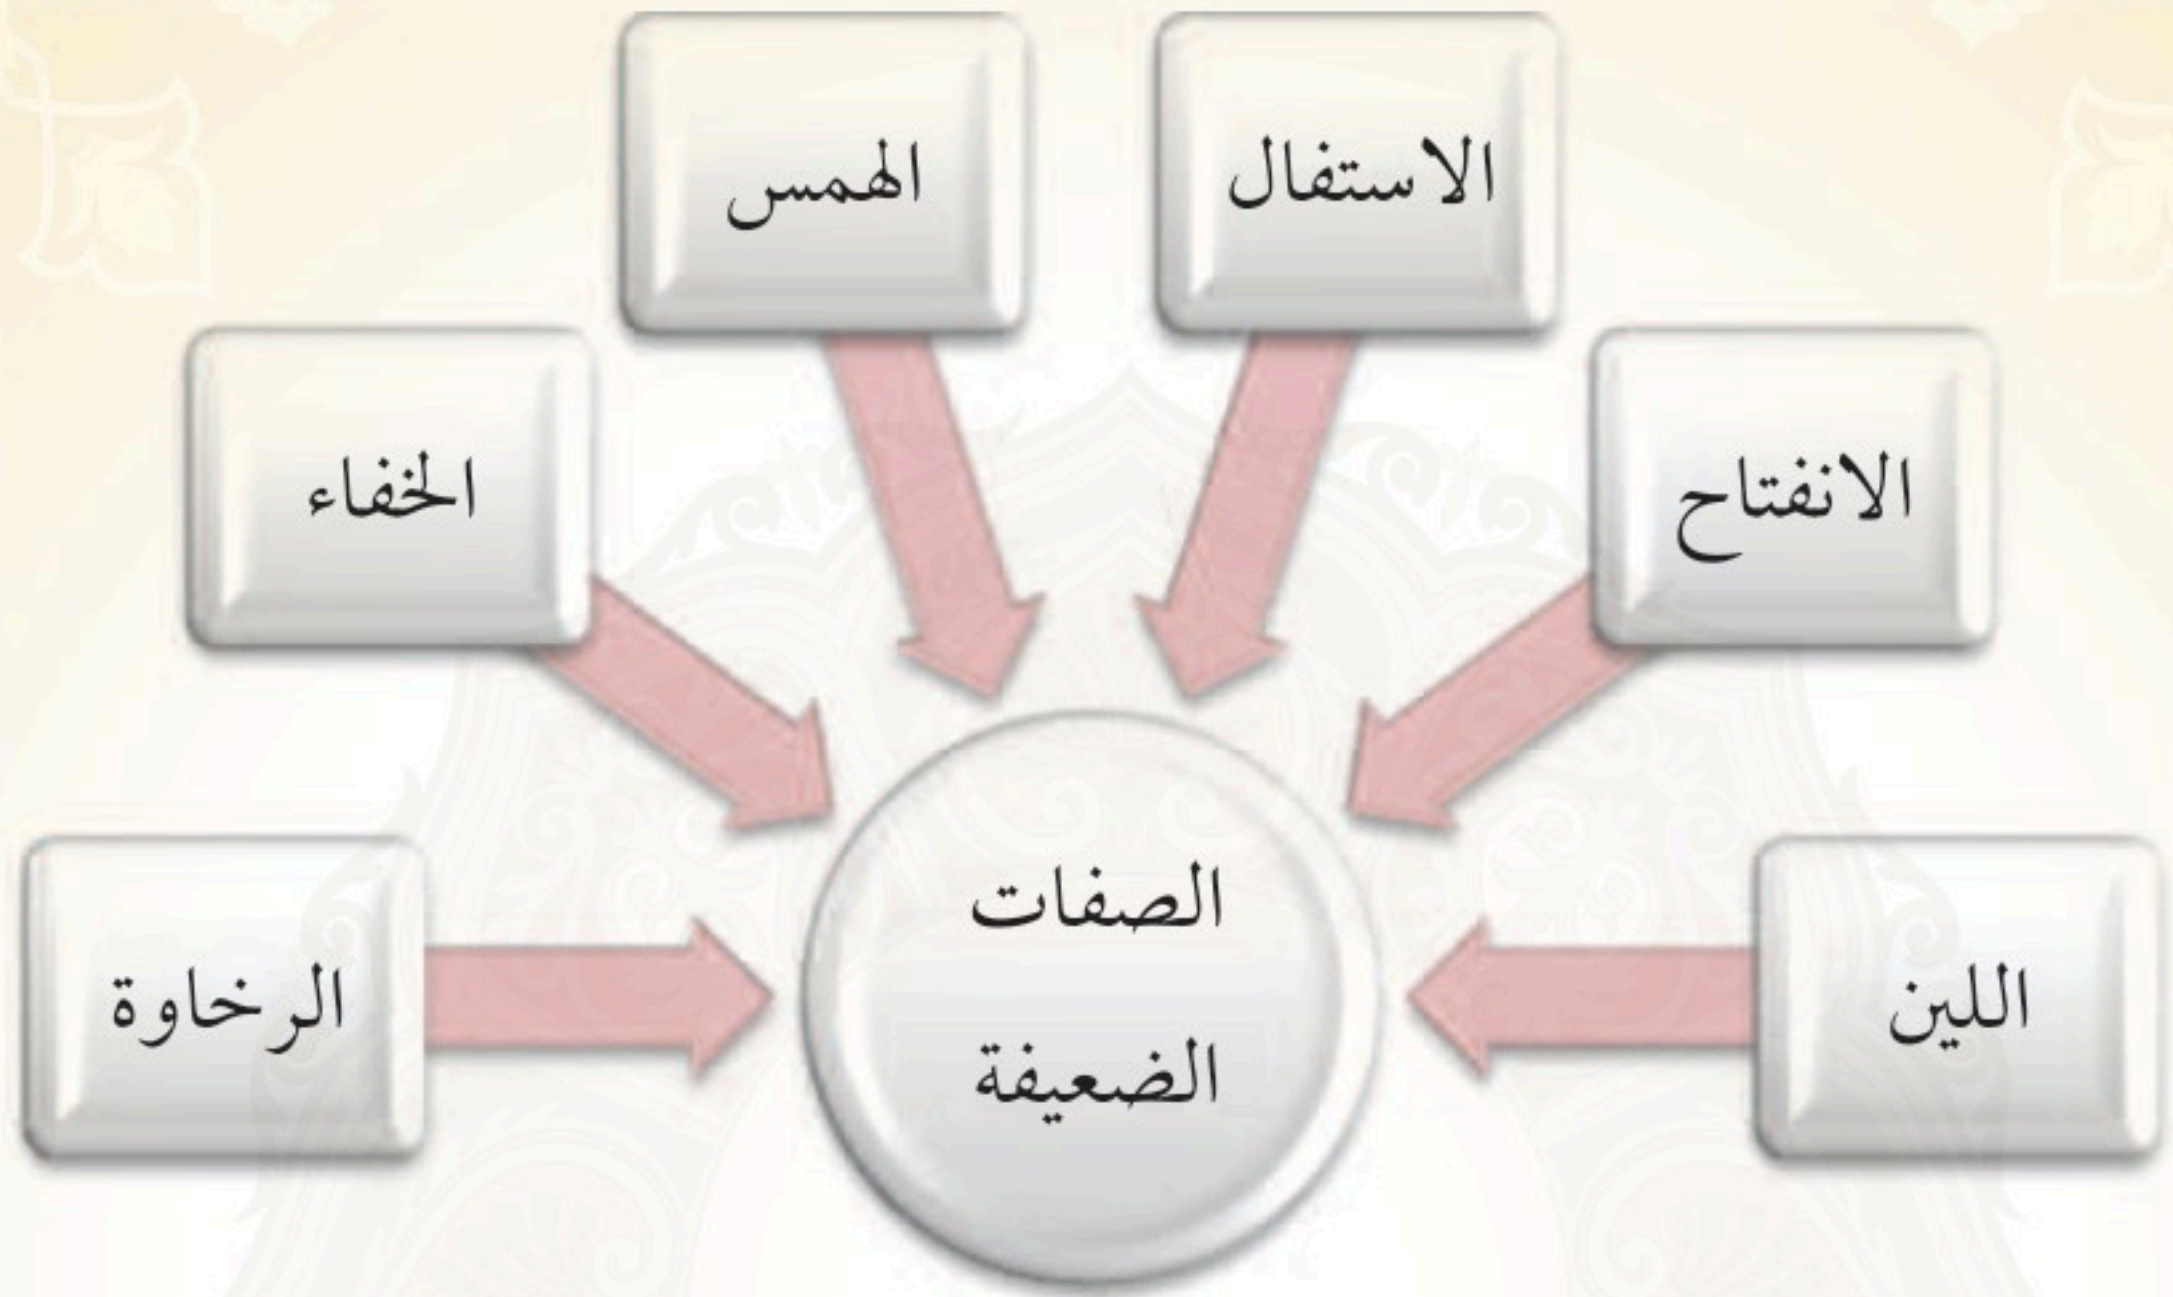 الاستفال
الهمس
الانفتاح
الخفاء
اللين
الرخاوة
الصفات
الضعيفة